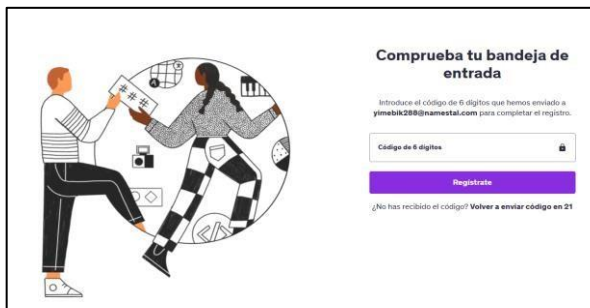 ###
A
</>
Comprueba tu bandeja de
entrada
Introduce el código de 6 dígitos que hemos enviado a
yimebik288@namestal.com para completar el registro.
Código de 6 dígitos
Regístrate
¿No has recibido el código? Volver a enviar código en 21